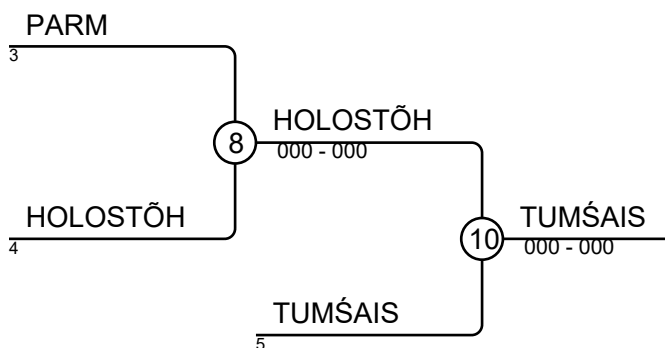 PARM
3
8
HOLOSTÕH
000 - 000
HOLOSTÕH
4
10
TUMŚAIS
000 - 000
TUMŚAIS
5